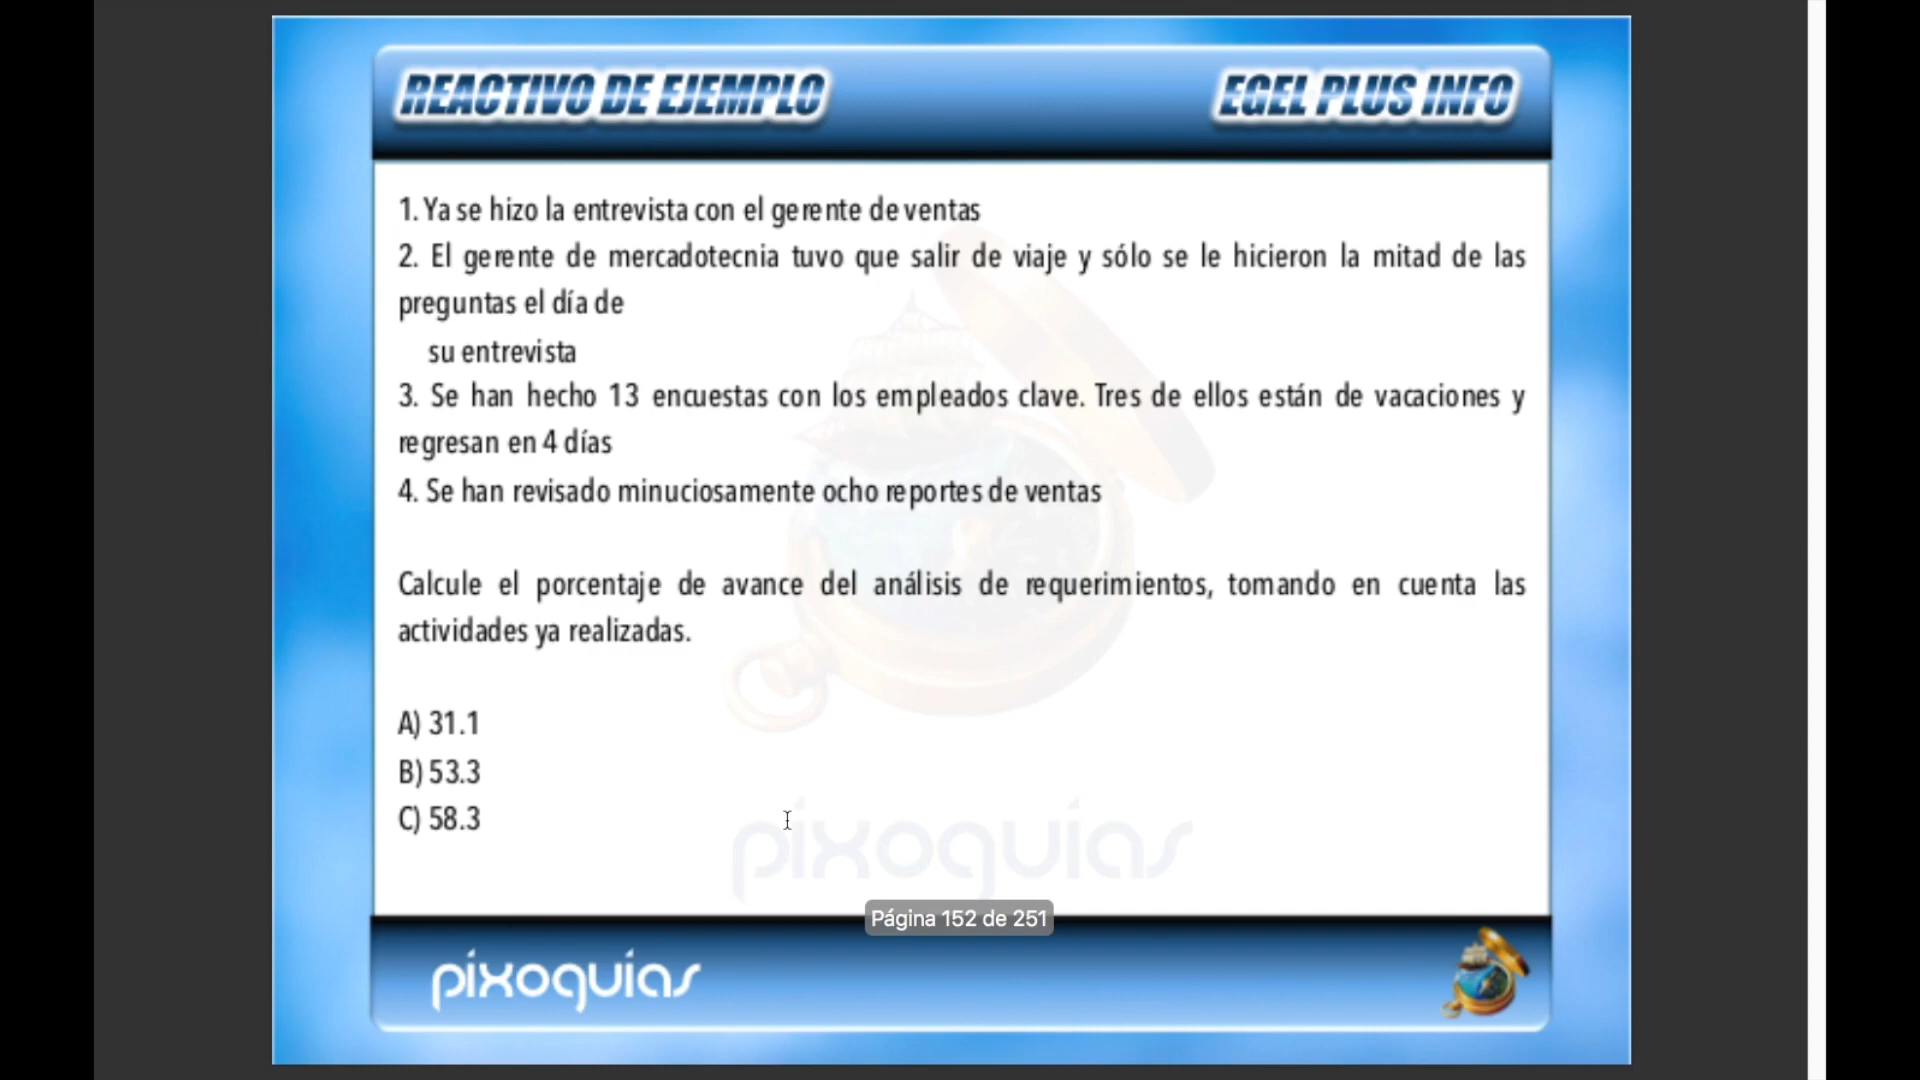 REACTIVO DE EJEMPLO
EGEL PLUS INFO
1. Ya se hizo la entrevista con el gerente de ventas
2. El gerente de mercadotecnia tuvo que salir de viaje y sólo se le hicieron la mitad de las
preguntas el día de
su entrevista
3. Se han hecho 13 encuestas con los empleados clave. Tres de ellos están de vacaciones y
regresan en 4 días
4. Se han revisado minuciosamente ocho reportes de ventas
Calcule el porcentaje de avance del análisis de requerimientos, tomando en cuenta las
actividades ya realizadas.
A) 31.1
B) 53.3
C) 58.3
pixoguías
Página 152 de 251
pixoguías